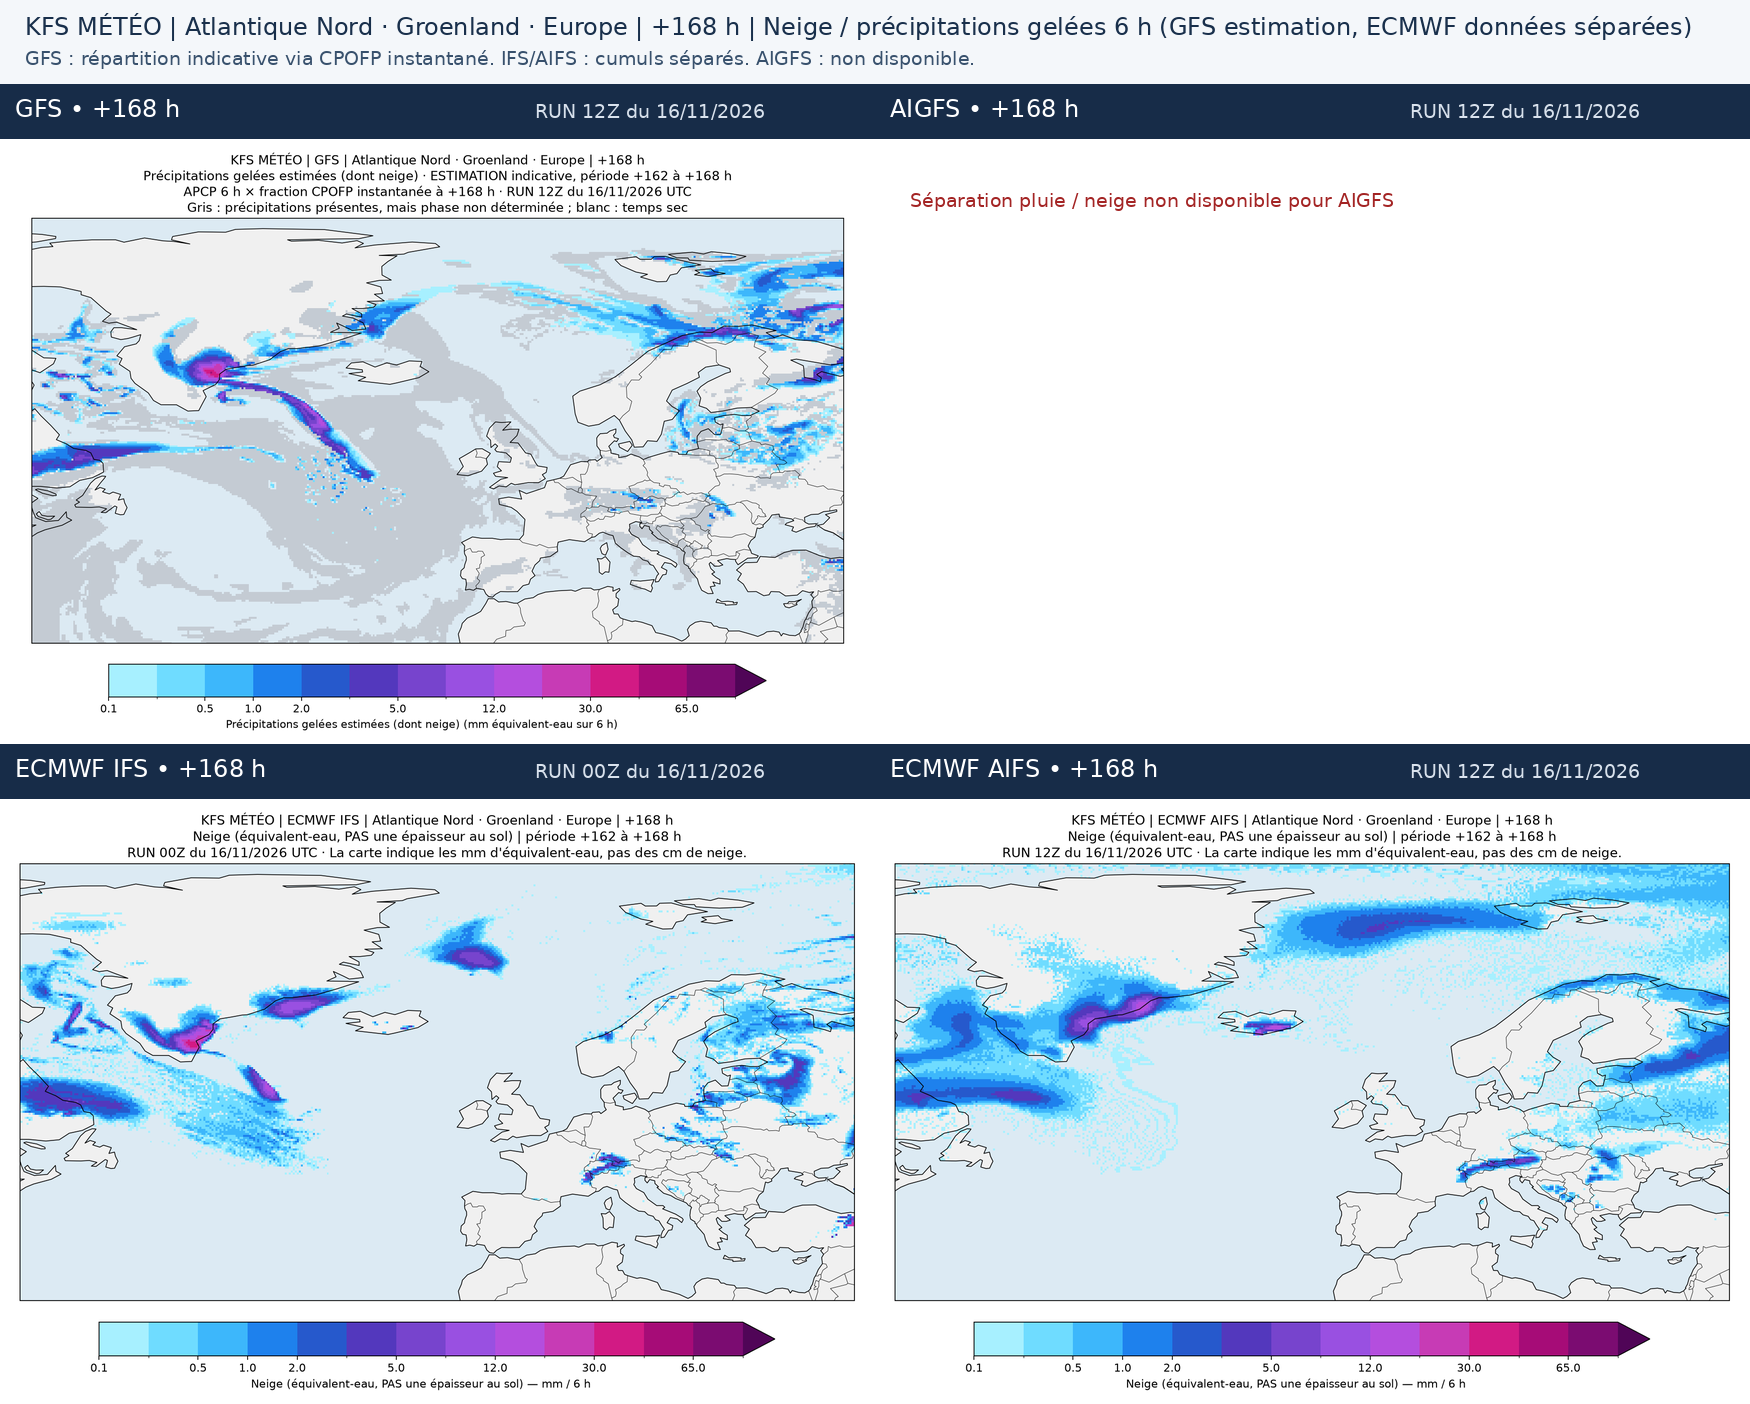 KFS MÉTÉO | Atlantique Nord · Groenland · Europe | +168 h | Neige / précipitations gelées 6 h (GFS estimation, ECMWF données séparées)
GFS : répartition indicative via CPOFP instantané. IFS/AIFS : cumuls séparés. AIGFS : non disponible.
GFS • +168 h
RUN 12Z du 16/11/2026
AIGFS • +168 h
RUN 12Z du 16/11/2026
KFS MÉTÉO | GFS | Atlantique Nord · Groenland · Europe | +168 h
Précipitations gelées estimées (dont neige) · ESTIMATION indicative, période +162 à +168 h
APCP 6 h × fraction CPOFP instantanée à +168 h · RUN 12Z du 16/11/2026 UTC
Gris : précipitations présentes, mais phase non déterminée ; blanc : temps sec
Séparation pluie / neige non disponible pour AIGFS
0.1 0.5 1.0 2.0 5.0 12.0 30.0 65.0
Précipitations gelées estimées (dont neige) (mm équivalent-eau sur 6 h)
ECMWF IFS • +168 h
RUN 00Z du 16/11/2026
ECMWF AIFS • +168 h
RUN 12Z du 16/11/2026
KFS MÉTÉO | ECMWF IFS | Atlantique Nord · Groenland · Europe | +168 h
Neige (équivalent-eau, PAS une épaisseur au sol) | période +162 à +168 h
RUN 00Z du 16/11/2026 UTC · La carte indique les mm d'équivalent-eau, pas des cm de neige.
KFS MÉTÉO | ECMWF AIFS | Atlantique Nord · Groenland · Europe | +168 h
Neige (équivalent-eau, PAS une épaisseur au sol) | période +162 à +168 h
RUN 12Z du 16/11/2026 UTC · La carte indique les mm d'équivalent-eau, pas des cm de neige.
0.1 0.5 1.0 2.0 5.0 12.0 30.0 65.0
Neige (équivalent-eau, PAS une épaisseur au sol) — mm / 6 h
0.1 0.5 1.0 2.0 5.0 12.0 30.0 65.0
Neige (équivalent-eau, PAS une épaisseur au sol) — mm / 6 h